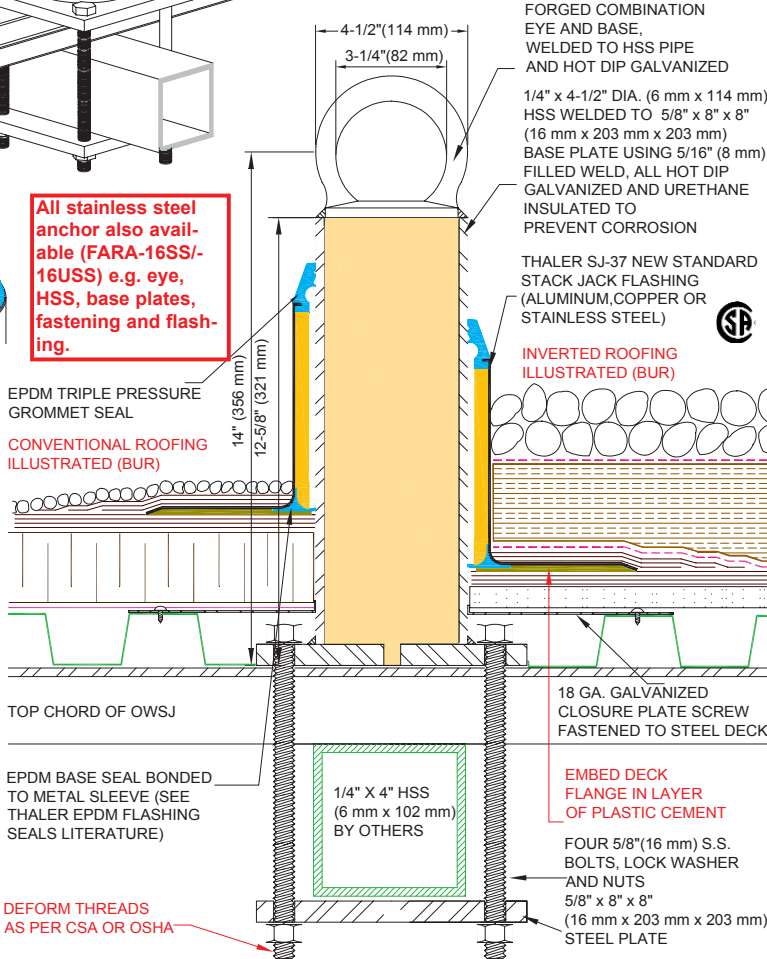 4-1/2"(114 mm)
3-1/4"(82 mm)
FORGED COMBINATION
EYE AND BASE,
WELDED TO HSS PIPE
AND HOT DIP GALVANIZED
1/4" x 4-1/2" DIA. (6 mm x 114 mm)
HSS WELDED TO 5/8" x 8" x 8"
(16 mm x 203 mm x 203 mm)
BASE PLATE USING 5/16" (8 mm)
FILLED WELD, ALL HOT DIP
GALVANIZED AND URETHANE
INSULATED TO
PREVENT CORROSION
All stainless steel
anchor also avail-
able (FARA-16SS/-
16USS) e.g. eye,
HSS, base plates,
fastening and flash-
ing.
THALER SJ-37 NEW STANDARD
STACK JACK FLASHING
(ALUMINUM,COPPER OR
STAINLESS STEEL)
SA
INVERTED ROOFING
ILLUSTRATED (BUR)
14" (356 mm)
12-5/8" (321 mm)
EPDM TRIPLE PRESSURE
GROMMET SEAL
CONVENTIONAL ROOFING
ILLUSTRATED (BUR)
TOP CHORD OF OWSJ
18 GA. GALVANIZED
CLOSURE PLATE SCREW
FASTENED TO STEEL DECK
EPDM BASE SEAL BONDED
TO METAL SLEEVE (SEE
THALER EPDM FLASHING
SEALS LITERATURE)
1/4" X 4" HSS
(6 mm x 102 mm)
BY OTHERS
EMBED DECK
FLANGE IN LAYER
OF PLASTIC CEMENT
FOUR 5/8"(16 mm) S.S.
BOLTS, LOCK WASHER
AND NUTS
5/8" x 8" x 8"
(16 mm x 203 mm x 203 mm)
STEEL PLATE
DEFORM THREADS
AS PER CSA OR OSHA